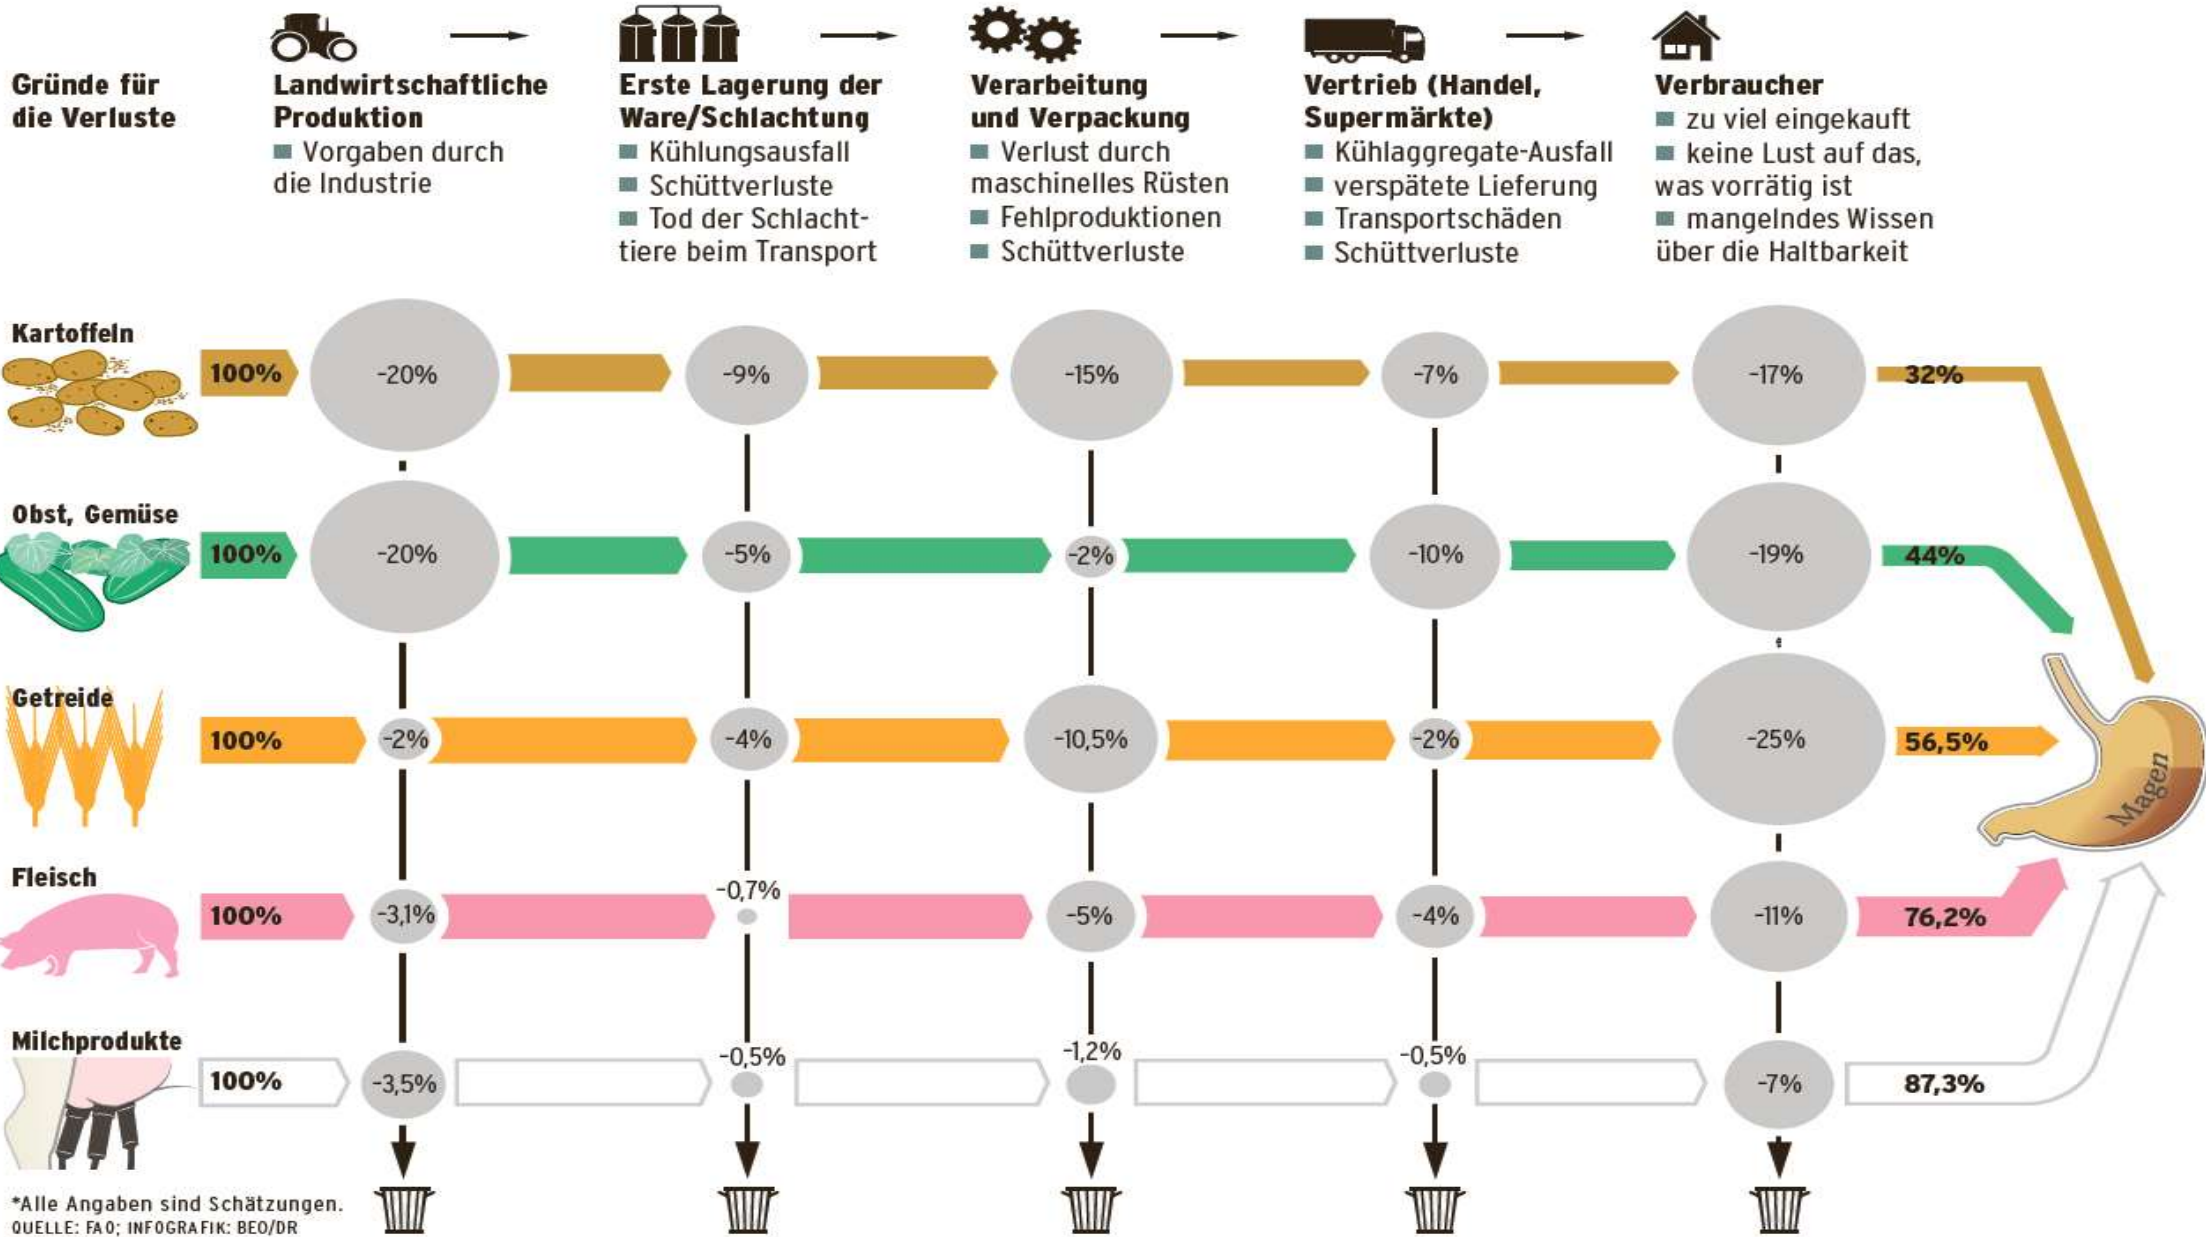 Gründe für
die Verluste
Landwirtschaftliche
Produktion
Vorgaben durch
die Industrie
Erste Lagerung der
Ware/Schlachtung
Kühlungsausfall
Schüttverluste
Tod der Schlacht-
tiere beim Transport
Verarbeitung
und Verpackung
Verlust durch
maschinelles Rüsten
Fehlproduktionen
Schüttverluste
Vertrieb (Handel,
Supermärkte)
Kühlaggregate-Ausfall
verspätete Lieferung
Transportschäden
Schüttverluste
Verbraucher
zu viel eingekauft
keine Lust auf das,
was vorrätig ist
mangelndes Wissen
über die Haltbarkeit
Kartoffeln
100% -20% -9% -15% -7% -17% 32%
Obst, Gemüse
100% -20% -5% -2% -10% -19% 44%
Getreide
100% -2% -4% -10,5% -2% -25% 56,5%
Magen
Fleisch
100% -3,1% -0,7% -5% -4% -11% 76,2%
Milchprodukte
100% -3,5% -0,5% -1,2% -0,5% -7% 87,3%
*Alle Angaben sind Schätzungen.
QUELLE: FAO; INFOGRAFIK: BEO/DR